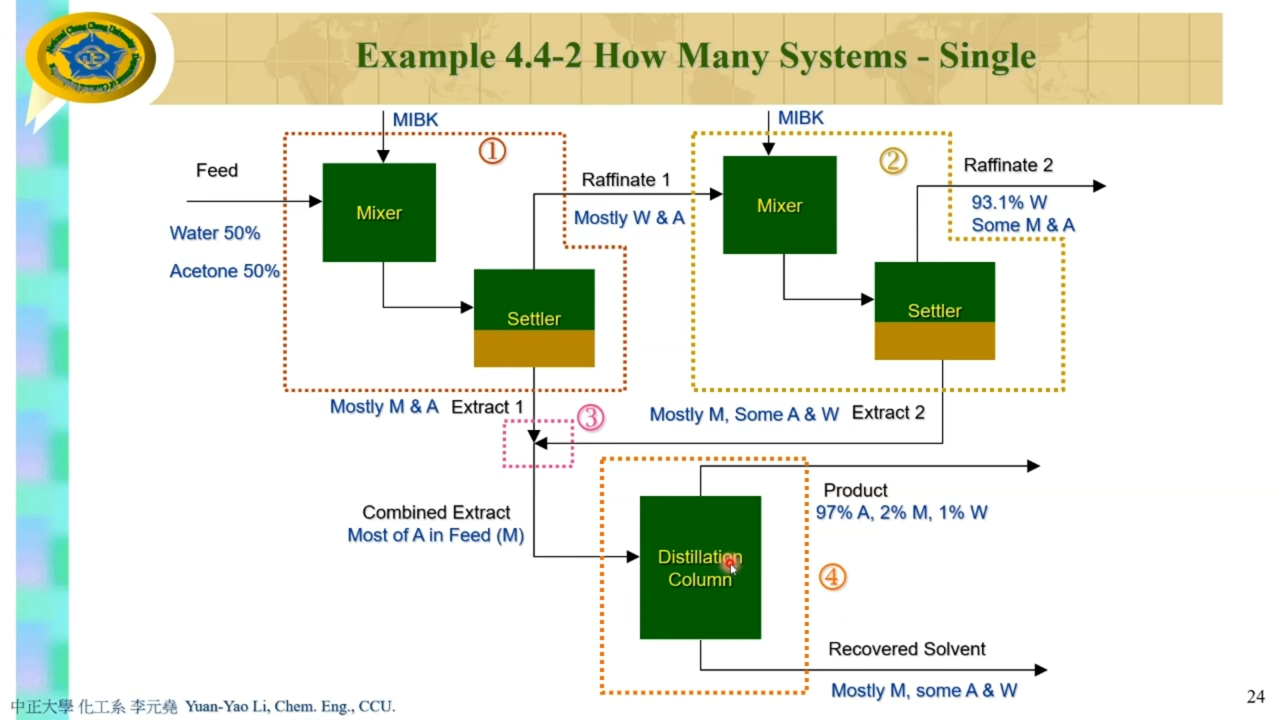 Example 4.4-2 How Many Systems - Single
MIBK
①
Feed
Mixer
Water 50%
Acetone 50%
Raffinate 1
Mostly W & A
Settler
Mostly M & A
Extract 1
MIBK
②
Mixer
Raffinate 2
93.1% W
Some M & A
Settler
Mostly M, Some A & W
Extract 2
③
Combined Extract
Most of A in Feed (M)
Distillation
Column
④
Product
97% A, 2% M, 1% W
Recovered Solvent
Mostly M, some A & W
中正大學 化工系 李元堯 Yuan-Yao Li, Chem. Eng., CCU.
24